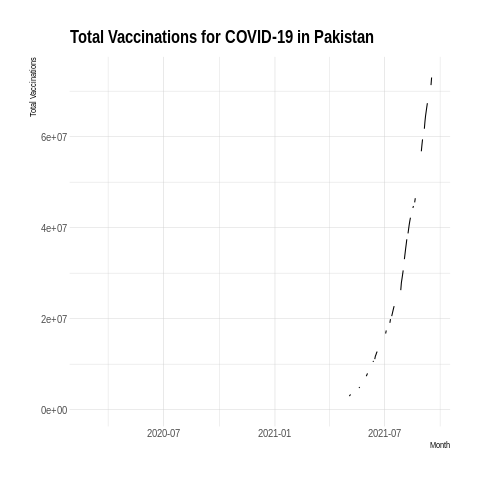 Total Vaccinations for COVID-19 in Pakistan
Total Vaccinations
6e+07
4e+07
2e+07
0e+00
2020-07 2021-01 2021-07
Month